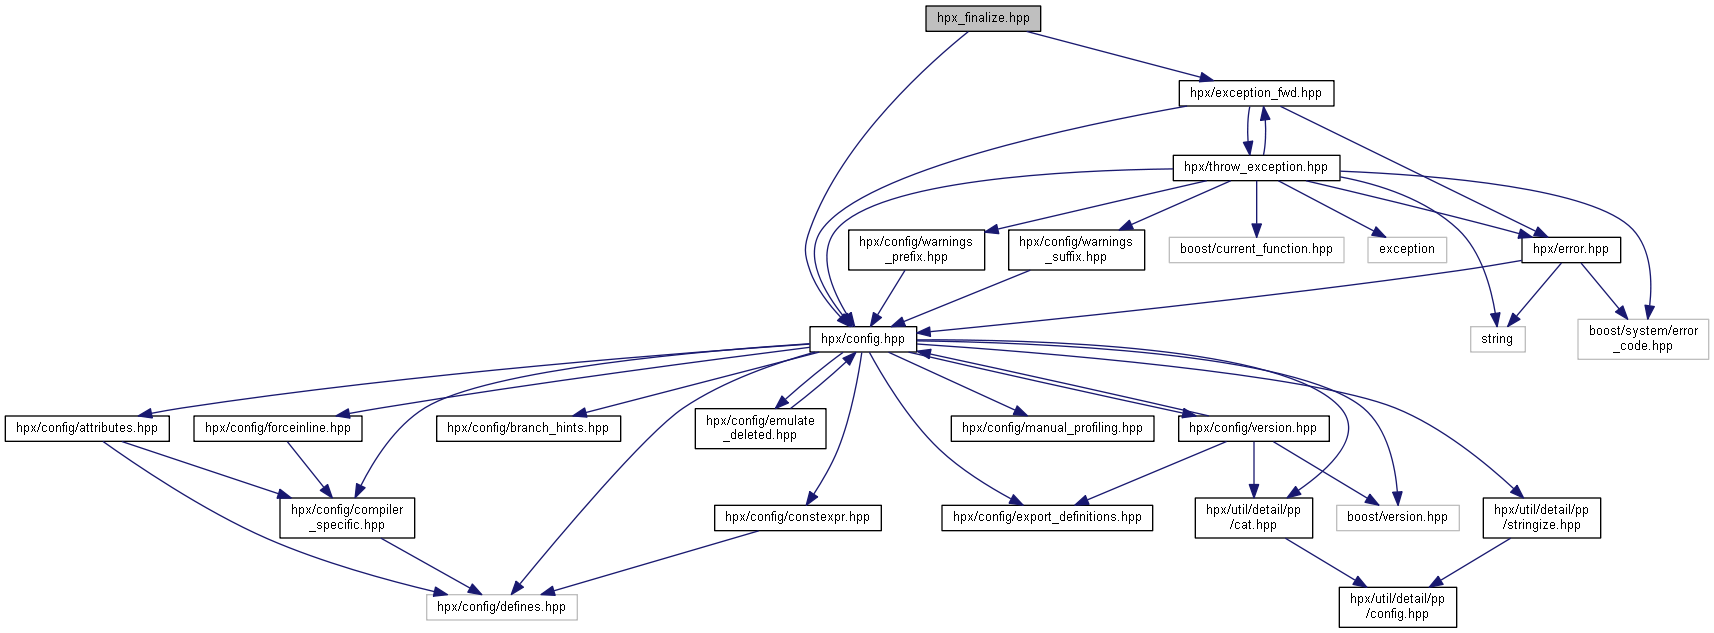 hpx_finalize.hpp
hpx/exception_fwd.hpp
hpx/throw_exception.hpp
hpx/config/warnings
_prefix.hpp
hpx/config/warnings
_suffix.hpp
boost/current_function.hpp
exception
hpx/error.hpp
hpx/config.hpp
string
boost/system/error
_code.hpp
hpx/config/attributes.hpp
hpx/config/forceinline.hpp
hpx/config/branch_hints.hpp
hpx/config/emulate
_deleted.hpp
hpx/config/manual_profiling.hpp
hpx/config/version.hpp
hpx/config/compiler
_specific.hpp
hpx/config/constexpr.hpp
hpx/config/export_definitions.hpp
hpx/util/detail/pp
/cat.hpp
boost/version.hpp
hpx/util/detail/pp
/stringize.hpp
hpx/config/defines.hpp
hpx/util/detail/pp
/config.hpp